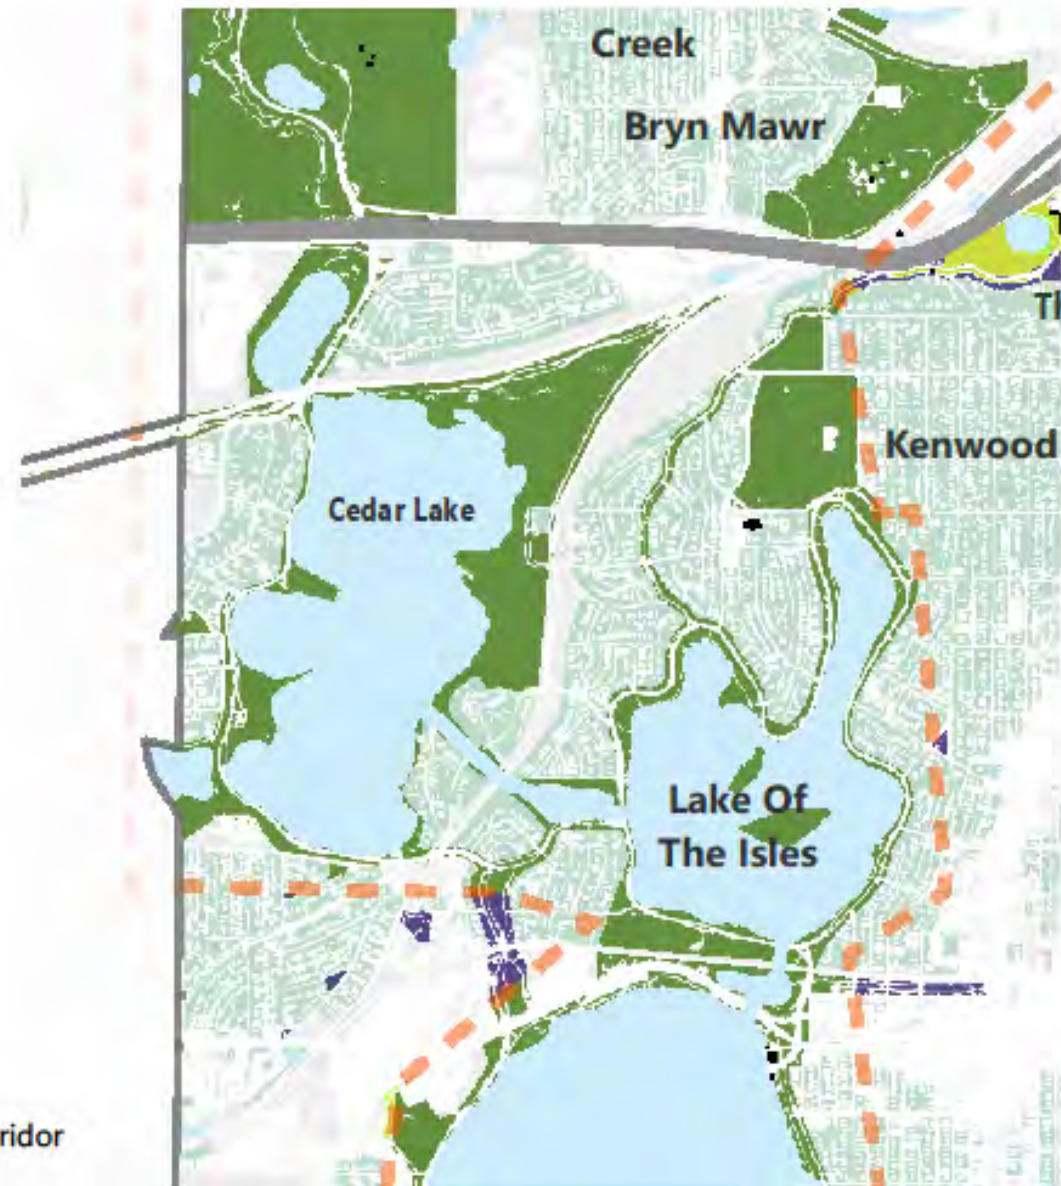 Creek
Bryn Mawr
Kenwood
Cedar Lake
Lake Of
The Isles
ridor